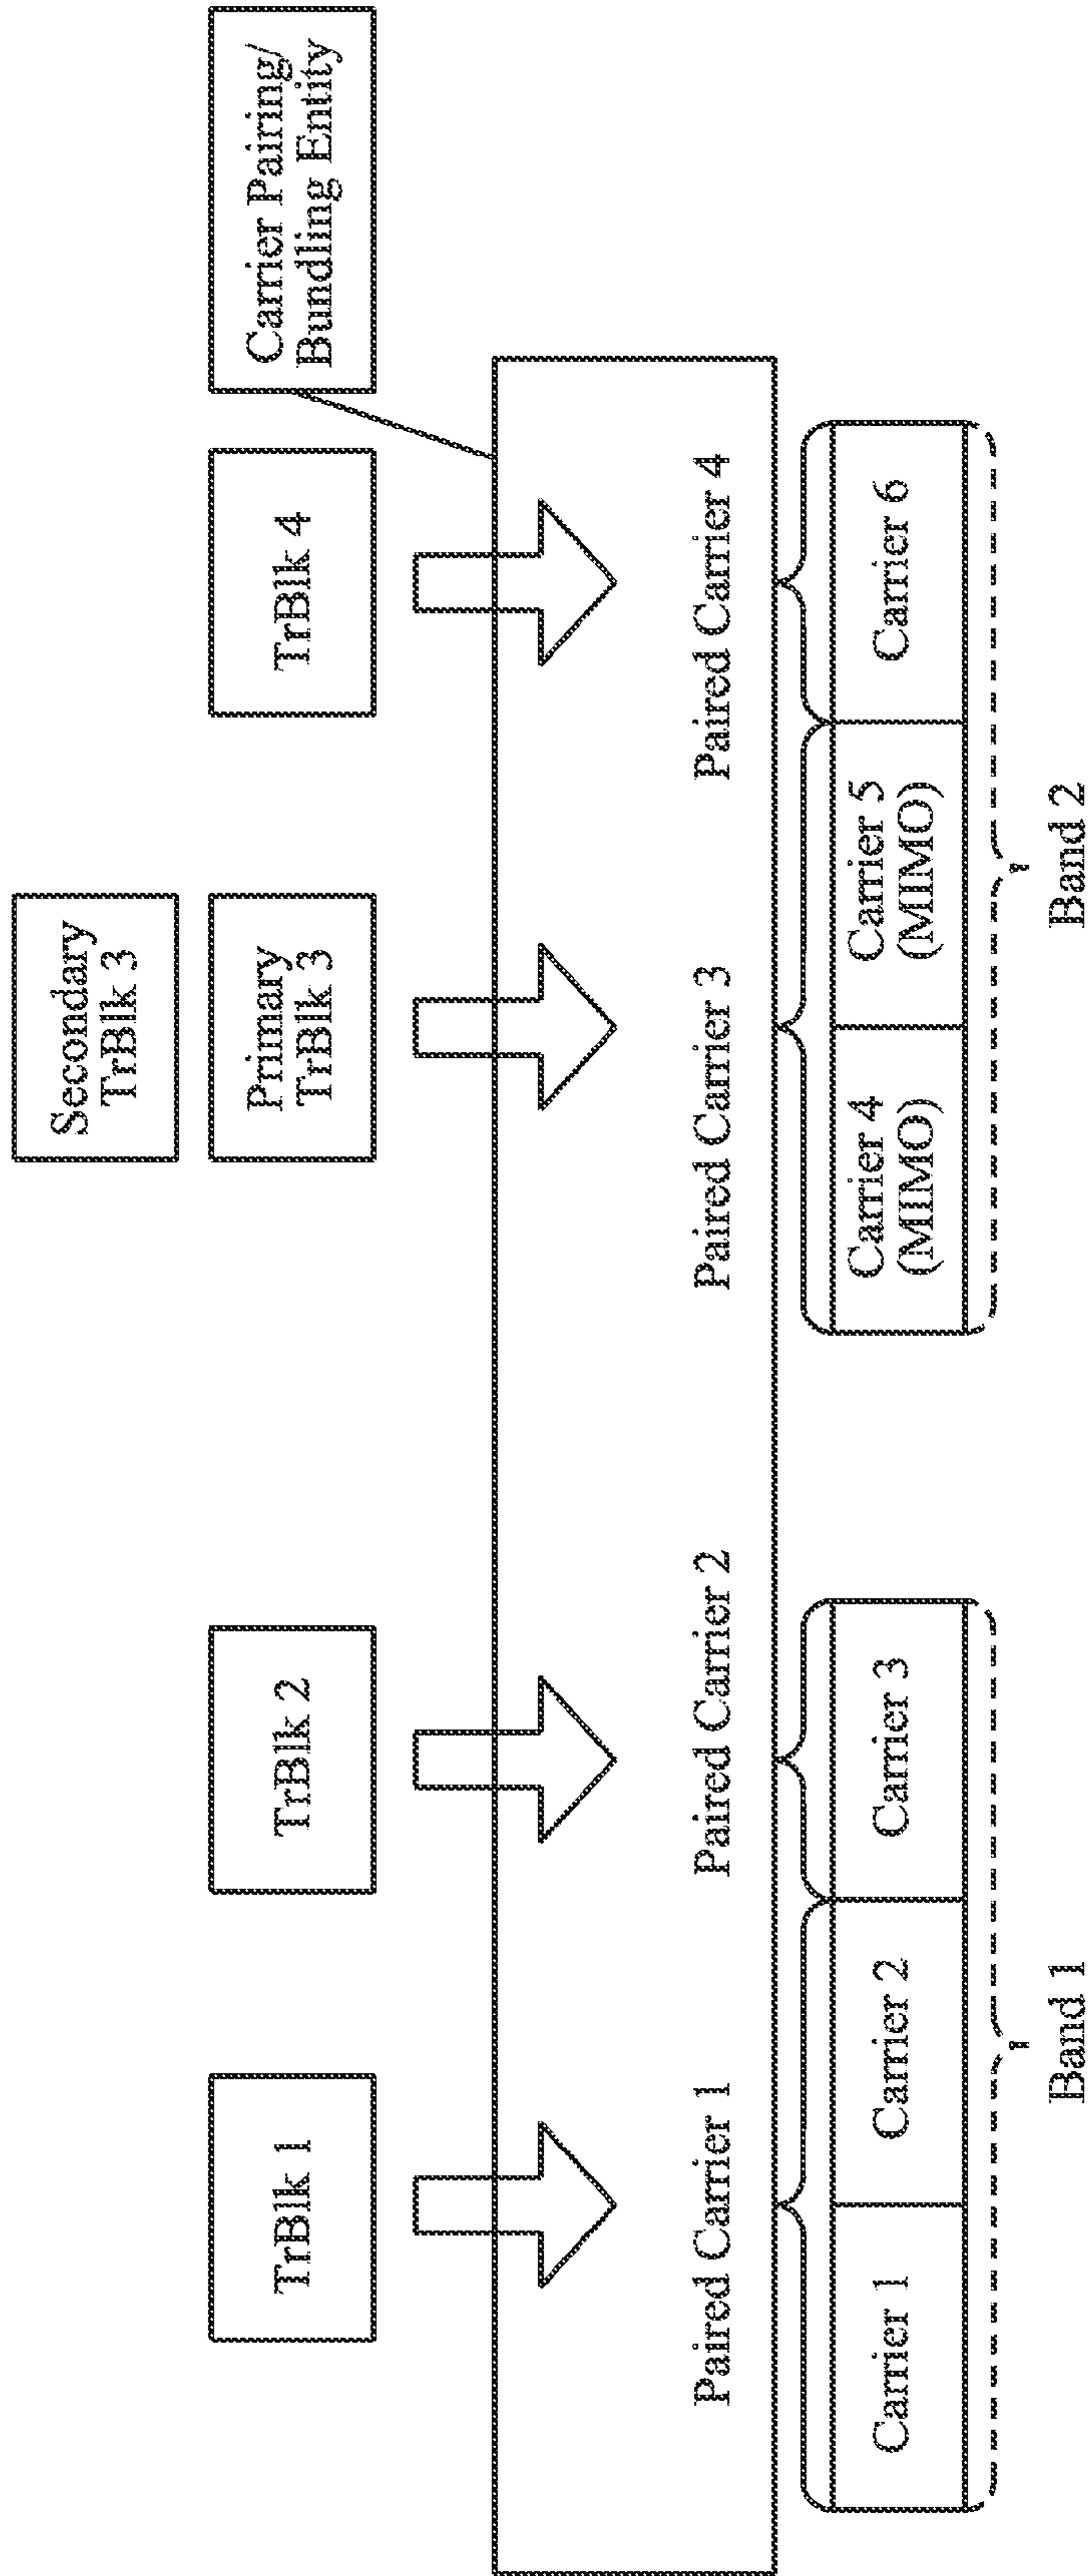 Secondary
TrBlk 3
TrBlk 1
TrBlk 2
Primary
TrBlk 3
TrBlk 4
Carrier Pairing/
Bundling Entity
Paired Carrier 1
Paired Carrier 2
Paired Carrier 3
Paired Carrier 4
Carrier 1
Carrier 2
Carrier 3
Carrier 4
(MIMO)
Carrier 5
(MIMO)
Carrier 6
Band 1
Band 2